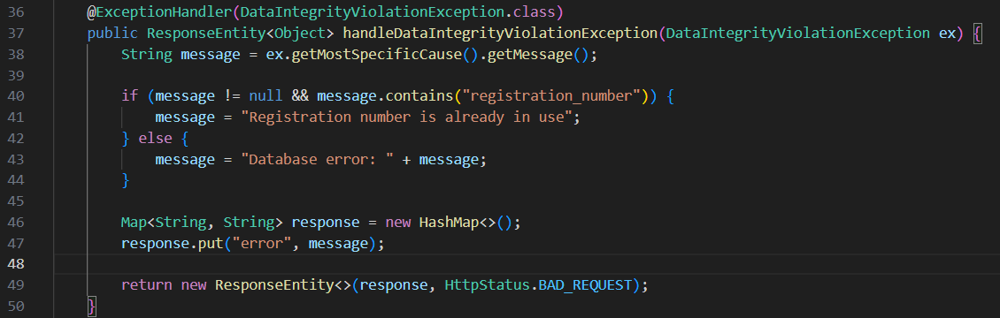 36 @ExceptionHandler(DataIntegrityViolationException.class)
37 public ResponseEntity<Object> handleDataIntegrityViolationException(DataIntegrityViolationException ex) {
38 String message = ex.getMostSpecificCause().getMessage();
39
40 if (message != null && message.contains("registration_number")) {
41 message = "Registration number is already in use";
42 } else {
43 message = "Database error: " + message;
44 }
45
46 Map<String, String> response = new HashMap<>();
47 response.put("error", message);
48
49 return new ResponseEntity<>(response, HttpStatus.BAD_REQUEST);
50 }